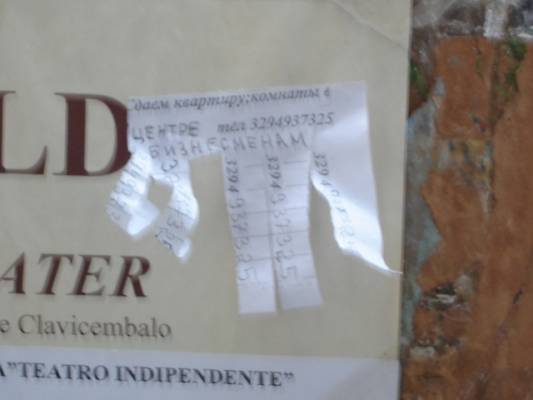 LD
Сдаем квартиру;комнаты в
ЦЕНТРЕ тел 3294937325
БИЗНЕСМЕНАМ
3294937325
3294937325
ATER
e Clavicembalo
A"TEATRO INDIPENDENTE"